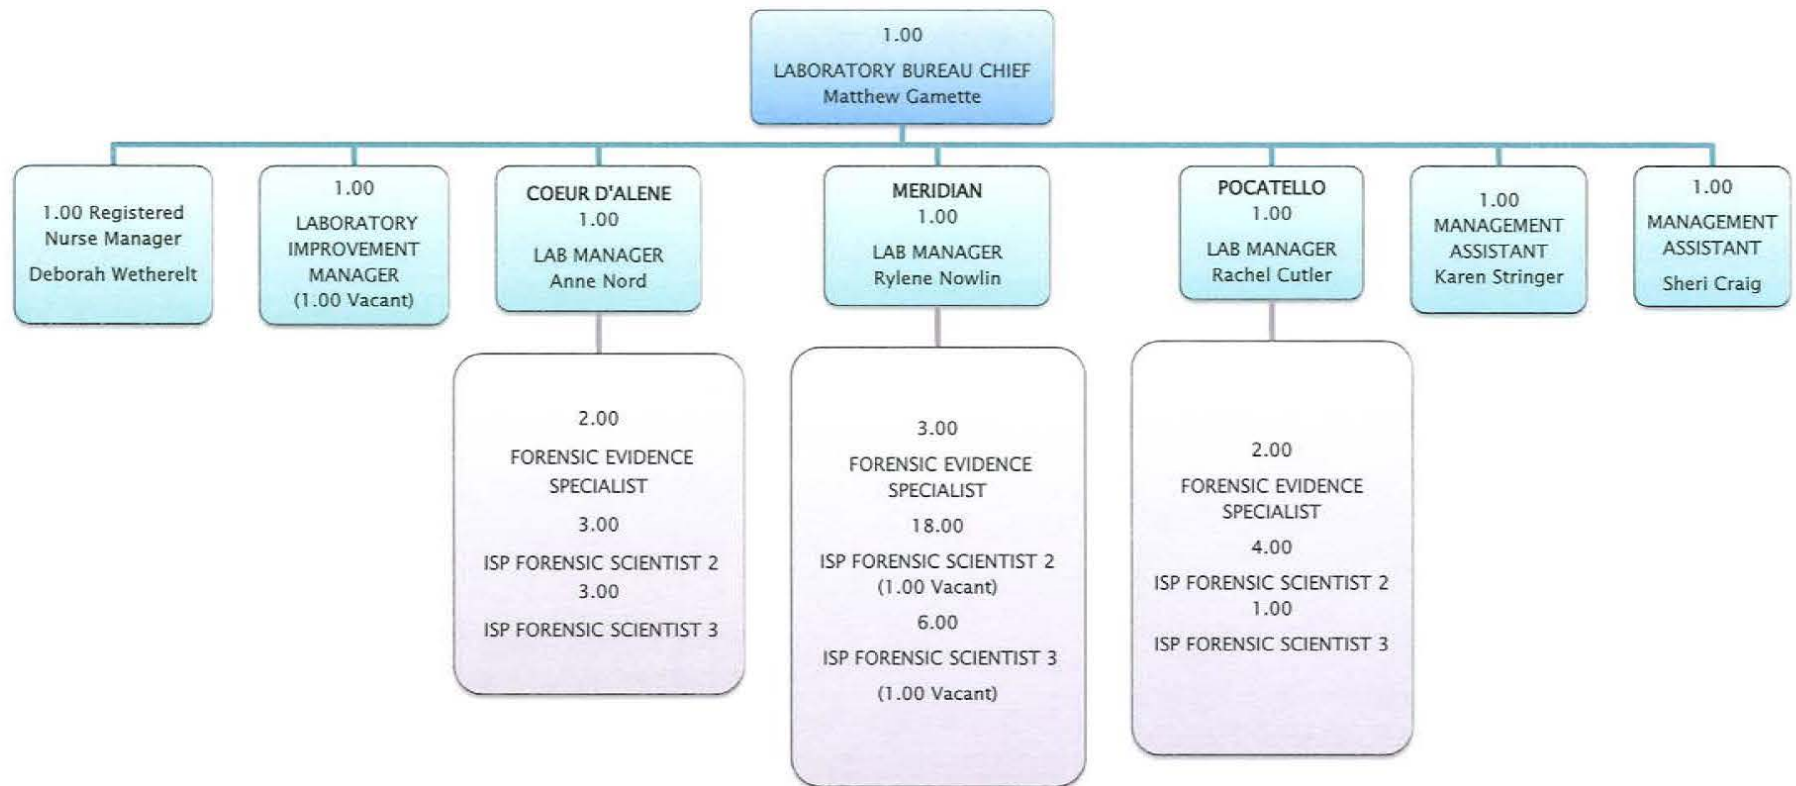 1.00
LABORATORY BUREAU CHIEF
Matthew Gamette
1.00 Registered
Nurse Manager
Deborah Wetherelt
1.00
LABORATORY
IMPROVEMENT
MANAGER
(1.00 Vacant)
COEUR D'ALENE
1.00
LAB MANAGER
Anne Nord
MERIDIAN
1.00
LAB MANAGER
Rylene Nowlin
POCATELLO
1.00
LAB MANAGER
Rachel Cutler
1.00
MANAGEMENT
ASSISTANT
Karen Stringer
1.00
MANAGEMENT
ASSISTANT
Sheri Craig
2.00
FORENSIC EVIDENCE
SPECIALIST
3.00
ISP FORENSIC SCIENTIST 2
3.00
ISP FORENSIC SCIENTIST 3
3.00
FORENSIC EVIDENCE
SPECIALIST
18.00
ISP FORENSIC SCIENTIST 2
(1.00 Vacant)
6.00
ISP FORENSIC SCIENTIST 3
(1.00 Vacant)
2.00
FORENSIC EVIDENCE
SPECIALIST
4.00
ISP FORENSIC SCIENTIST 2
1.00
ISP FORENSIC SCIENTIST 3